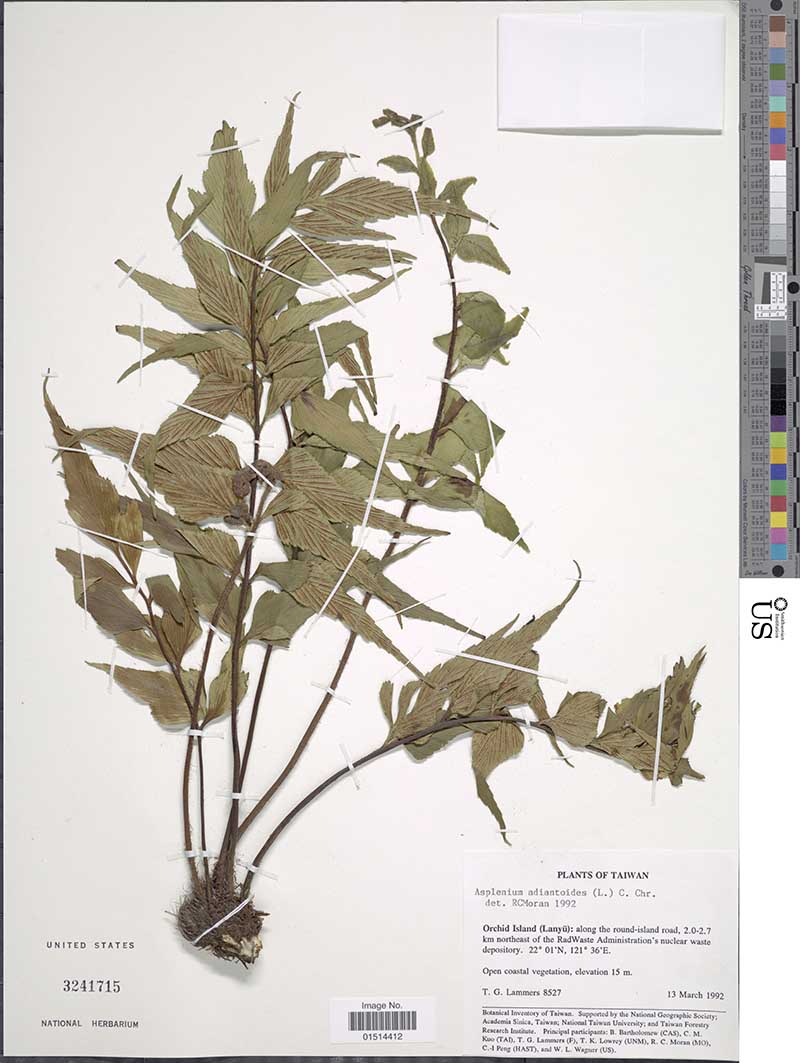 PLANTS OF TAIWAN
Asplenium adiantoides (L.) C. Chr.
det. RCMoran 1992
Orchid Island (Lanyü): along the round-island road, 2.0-2.7
km northeast of the RadWaste Administration's nuclear waste
depository. 22° 01'N, 121° 36'E.
Open coastal vegetation, elevation 15 m.
T. G. Lammers 8527 13 March 1992
Botanical Inventory of Taiwan. Supported by the National Geographic Society;
Academia Sinica, Taiwan; National Taiwan University; and Taiwan Forestry
Research Institute. Principal participants: B. Bartholomew (CAS), C. M.
Kuo (TAI), T. G. Lammers (F), T. K. Lowrey (UNM), R. C. Moran (MO),
C.-I Peng (HAST), and W. L. Wagner (US).
UNITED STATES
3241715
NATIONAL HERBARIUM
Image No.
01514412
Smithsonian
Institution
US
Golden Thread